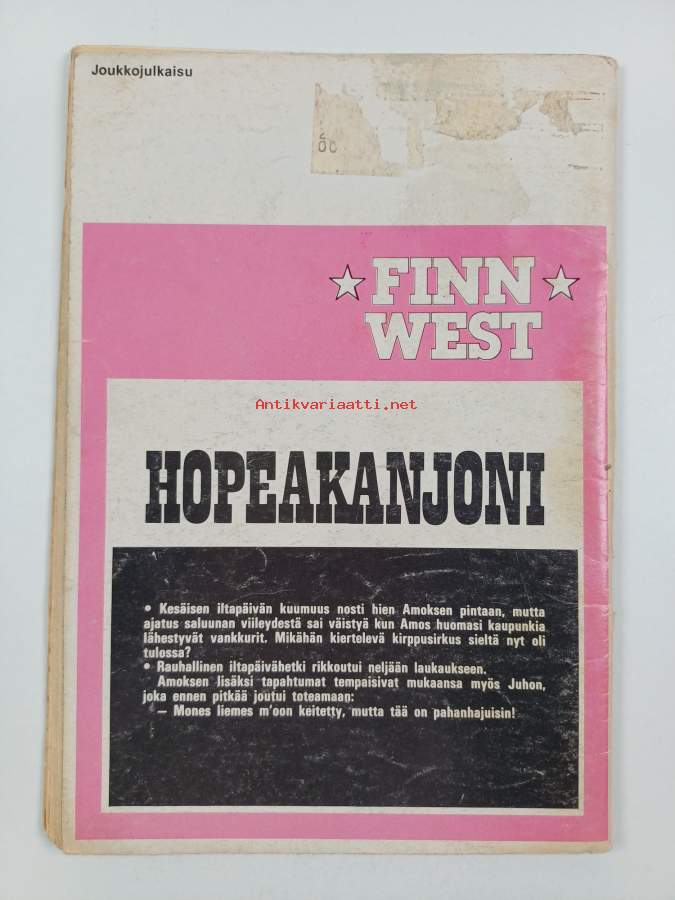 Joukkojulkaisu
00
FINN
WEST
Antikvariaatti.net
HOPEAKANJONI
• Kesäisen iltapäivän kuumuus nosti hien Amoksen pintaan, mutta
ajatus saluunan viileydestä sai väistyä kun Amos huomasi kaupunkia
lähestyvät vankkurit. Mikähän kiertelevä kirppusirkus sieltä nyt oli
tulossa?
• Rauhallinen iltapäivähetki rikkoutui neljään laukaukseen.
Amoksen lisäksi tapahtumat tempaisivat mukaansa myös Juhon,
joka ennen pitkää joutui toteamaan:
— Mones liemes m'oon keitetty, mutta tää on pahanhajuisin!